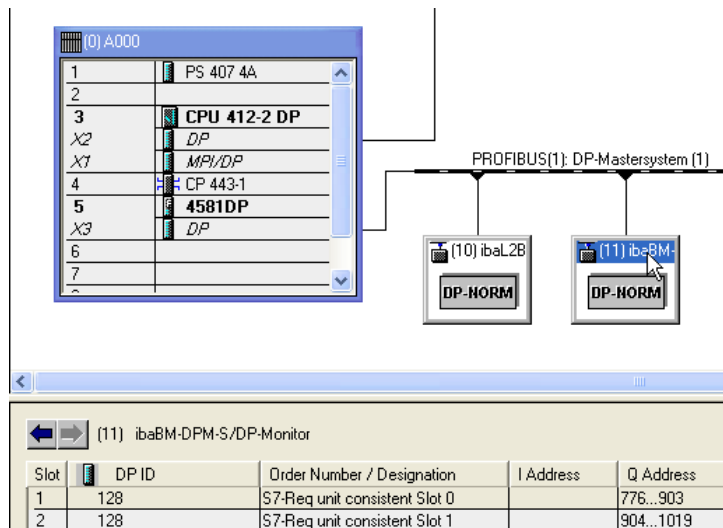 (0) A000
1 PS 407 4A
2
3 CPU 412-2 DP
X2 DP
X1 MPI/DP
4 CP 443-1
5 4581DP
X3 DP
6
7
PROFIBUS(1): DP-Mastersystem (1)
(10) ibaL2B (11) ibaBM-
DP-NORM DP-NORM
(11) ibaBM-DPM-S/DP-Monitor
Slot DP ID Order Number / Designation I Address Q Address
1 128 S7-Req unit consistent Slot 0 776...903
2 128 S7-Req unit consistent Slot 1 904...1019